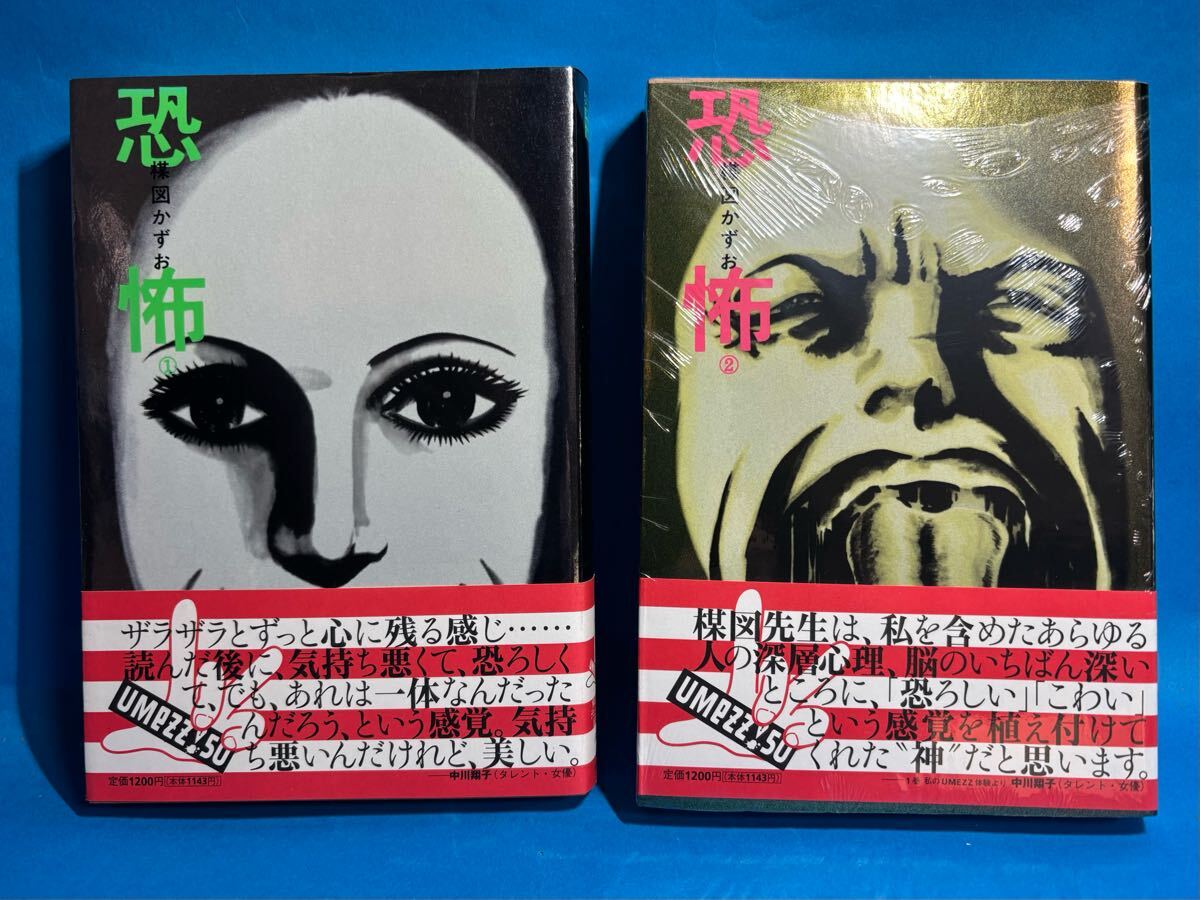 恐怖
楳図かずお
①
ザラザラとずっと心に残る感じ……
読んだ後に、気持ち悪くて、恐ろしく
て、でも、あれは一体なんだった
んだろう、という感覚。気持
ち悪いんだけれど、美しい。
UMezz.50
定価1200円[本体1143円]
——中川翔子(タレント・女優)
恐怖
楳図かずお
②
楳図先生は、私を含めたあらゆる
人の深層心理、脳のいちばん深い
ところに、「恐ろしい」「こわい」
という感覚を植え付けて
くれた〝神〟だと思います。
UMezz.50
定価1200円[本体1143円]
——1巻 私のUMEZZ体験より 中川翔子(タレント・女優)